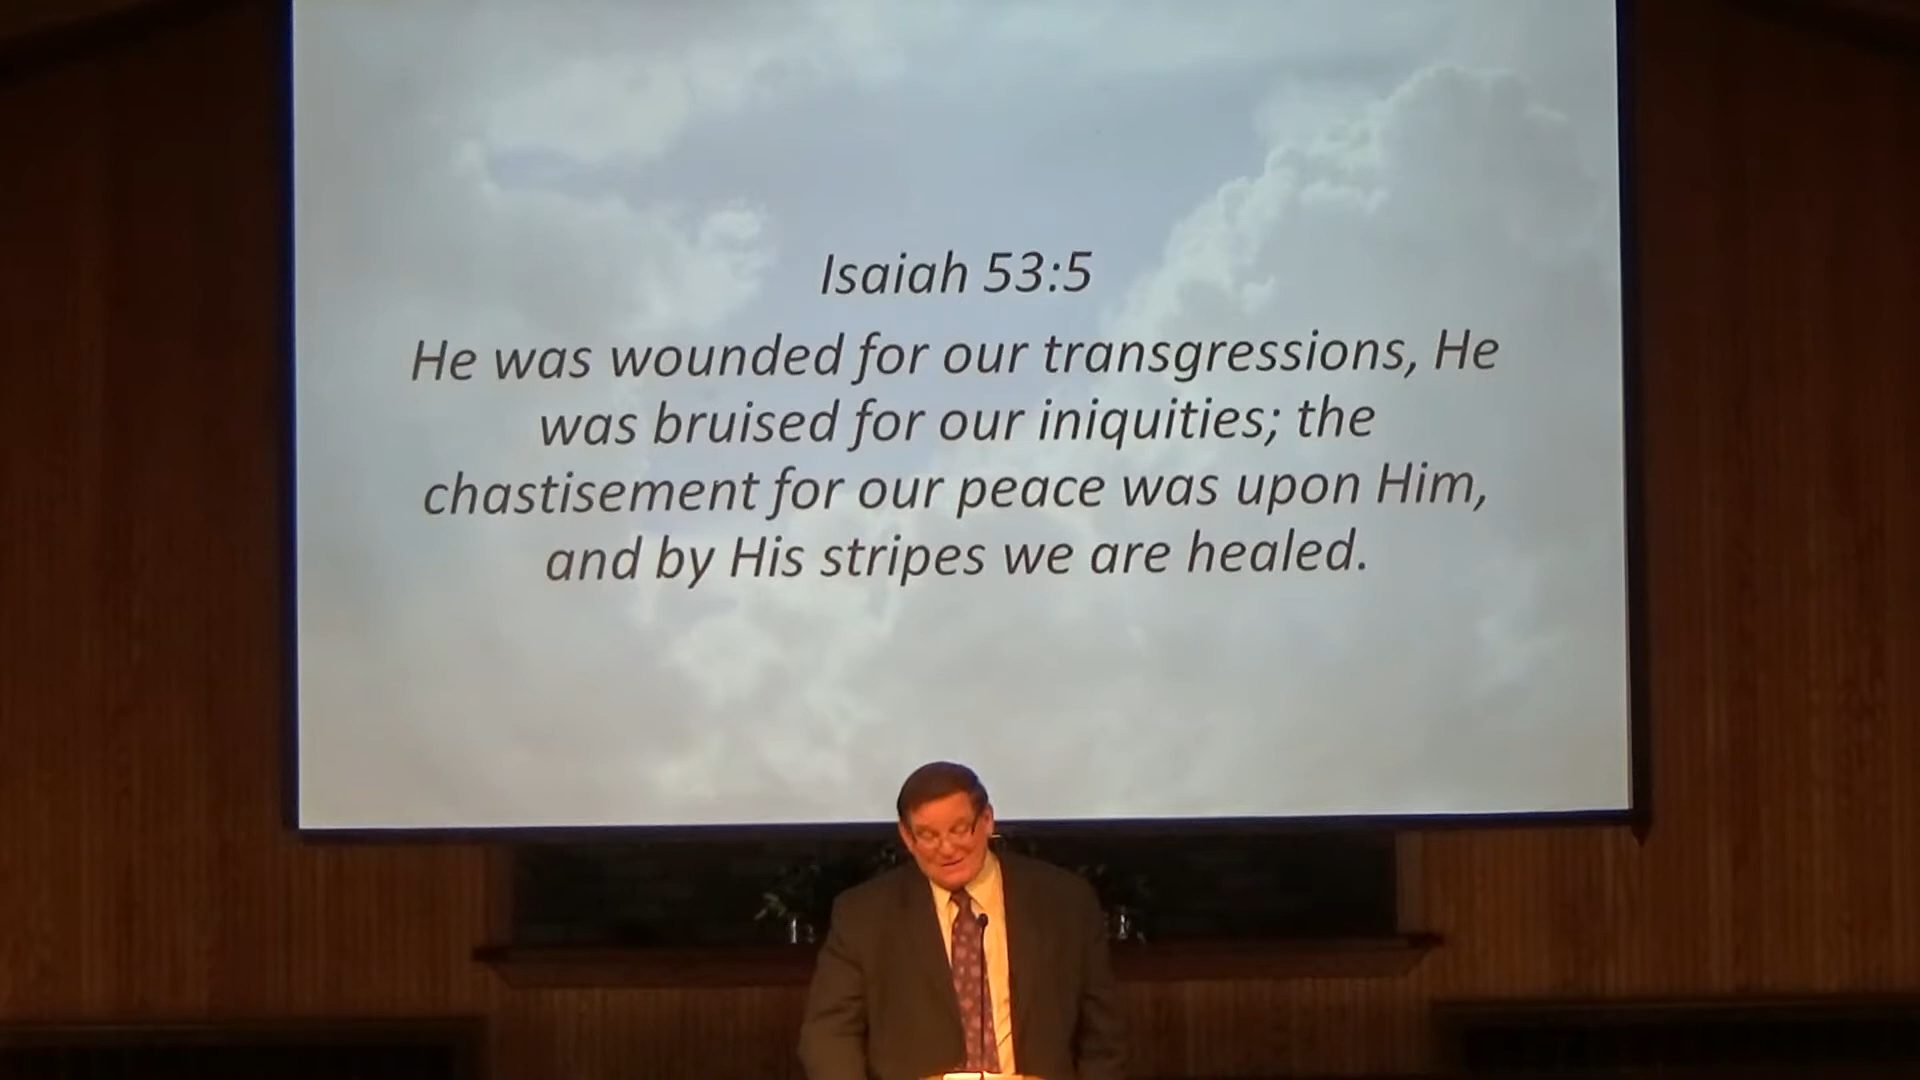 Isaiah 53:5
He was wounded for our transgressions, He
was bruised for our iniquities; the
chastisement for our peace was upon Him,
and by His stripes we are healed.